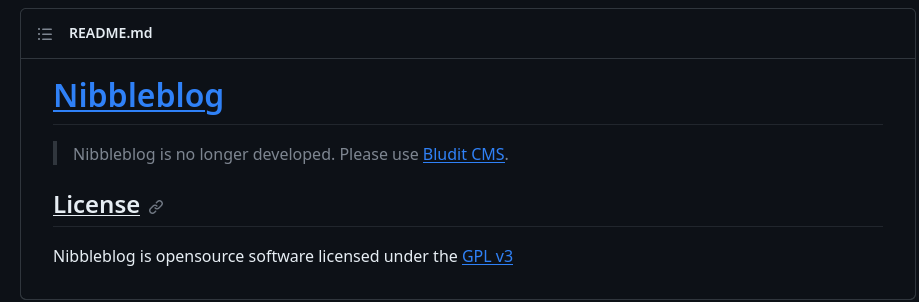 README.md
Nibbleblog
Nibbleblog is no longer developed. Please use Bludit CMS.
License
Nibbleblog is opensource software licensed under the GPL v3